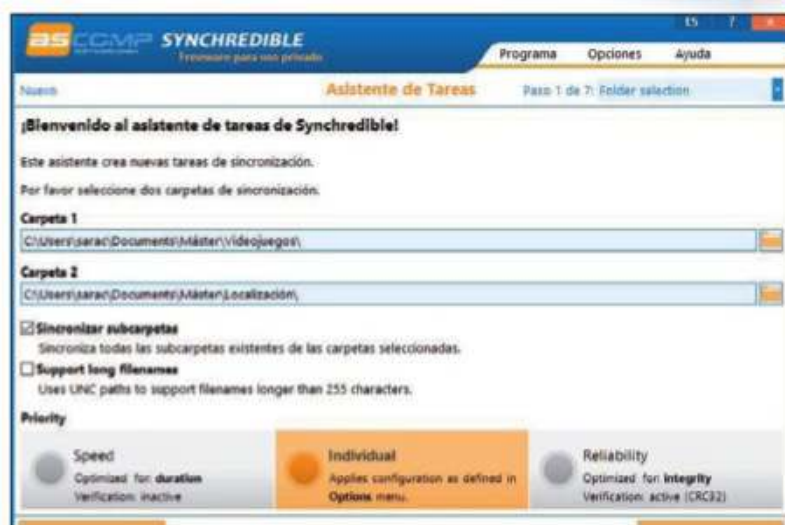 ascomp SYNCHREDIBLE
Freeware para uso privado
ES ? ×
Programa Opciones Ayuda
Nuevo Asistente de Tareas Paso 1 de 7: Folder selection
¡Bienvenido al asistente de tareas de Synchredible!
Este asistente crea nuevas tareas de sincronización.
Por favor seleccione dos carpetas de sincronización.
Carpeta 1
C:\Users\sarac\Documents\Máster\Videojuegos\
Carpeta 2
C:\Users\sarac\Documents\Máster\Localización\
Sincronizar subcarpetas
Sincroniza todas las subcarpetas existentes de las carpetas seleccionadas.
Support long filenames
Uses UNC paths to support filenames longer than 255 characters.
Priority
Speed
Optimized for: duration
Verification: inactive
Individual
Applies configuration as defined in
Options menu.
Reliability
Optimized for: integrity
Verification: active (CRC32)